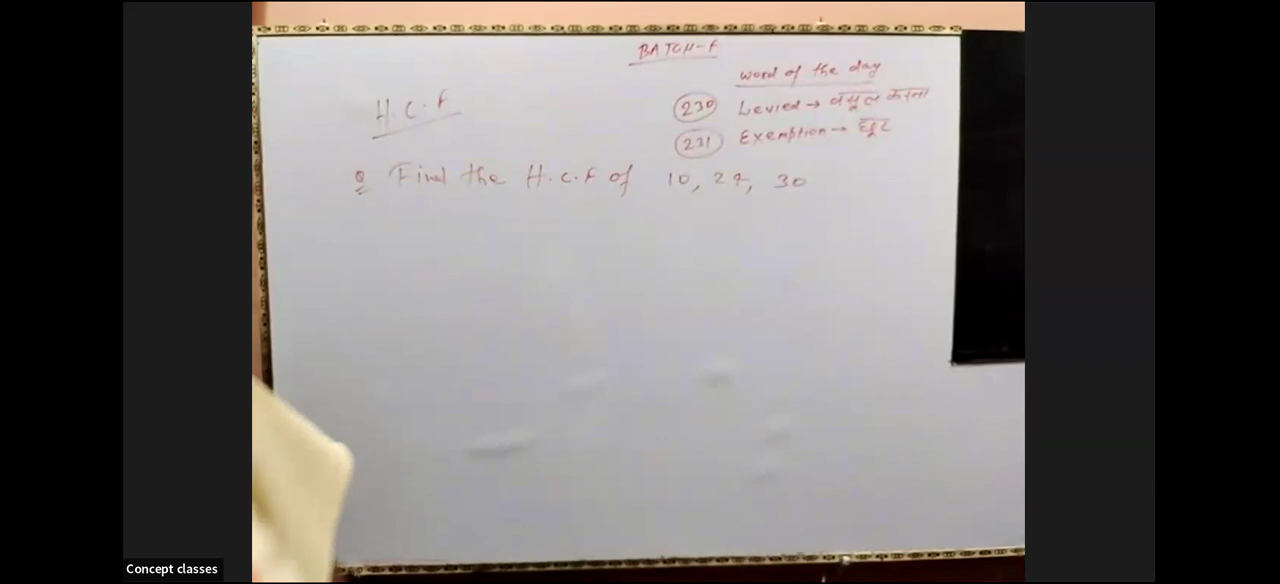 BATCH-F
word of the day
H.C.F
230 Levied → वसूल करना
231 Exemption → छूट
Q Find the H.C.F of 10, 24, 30
Concept classes